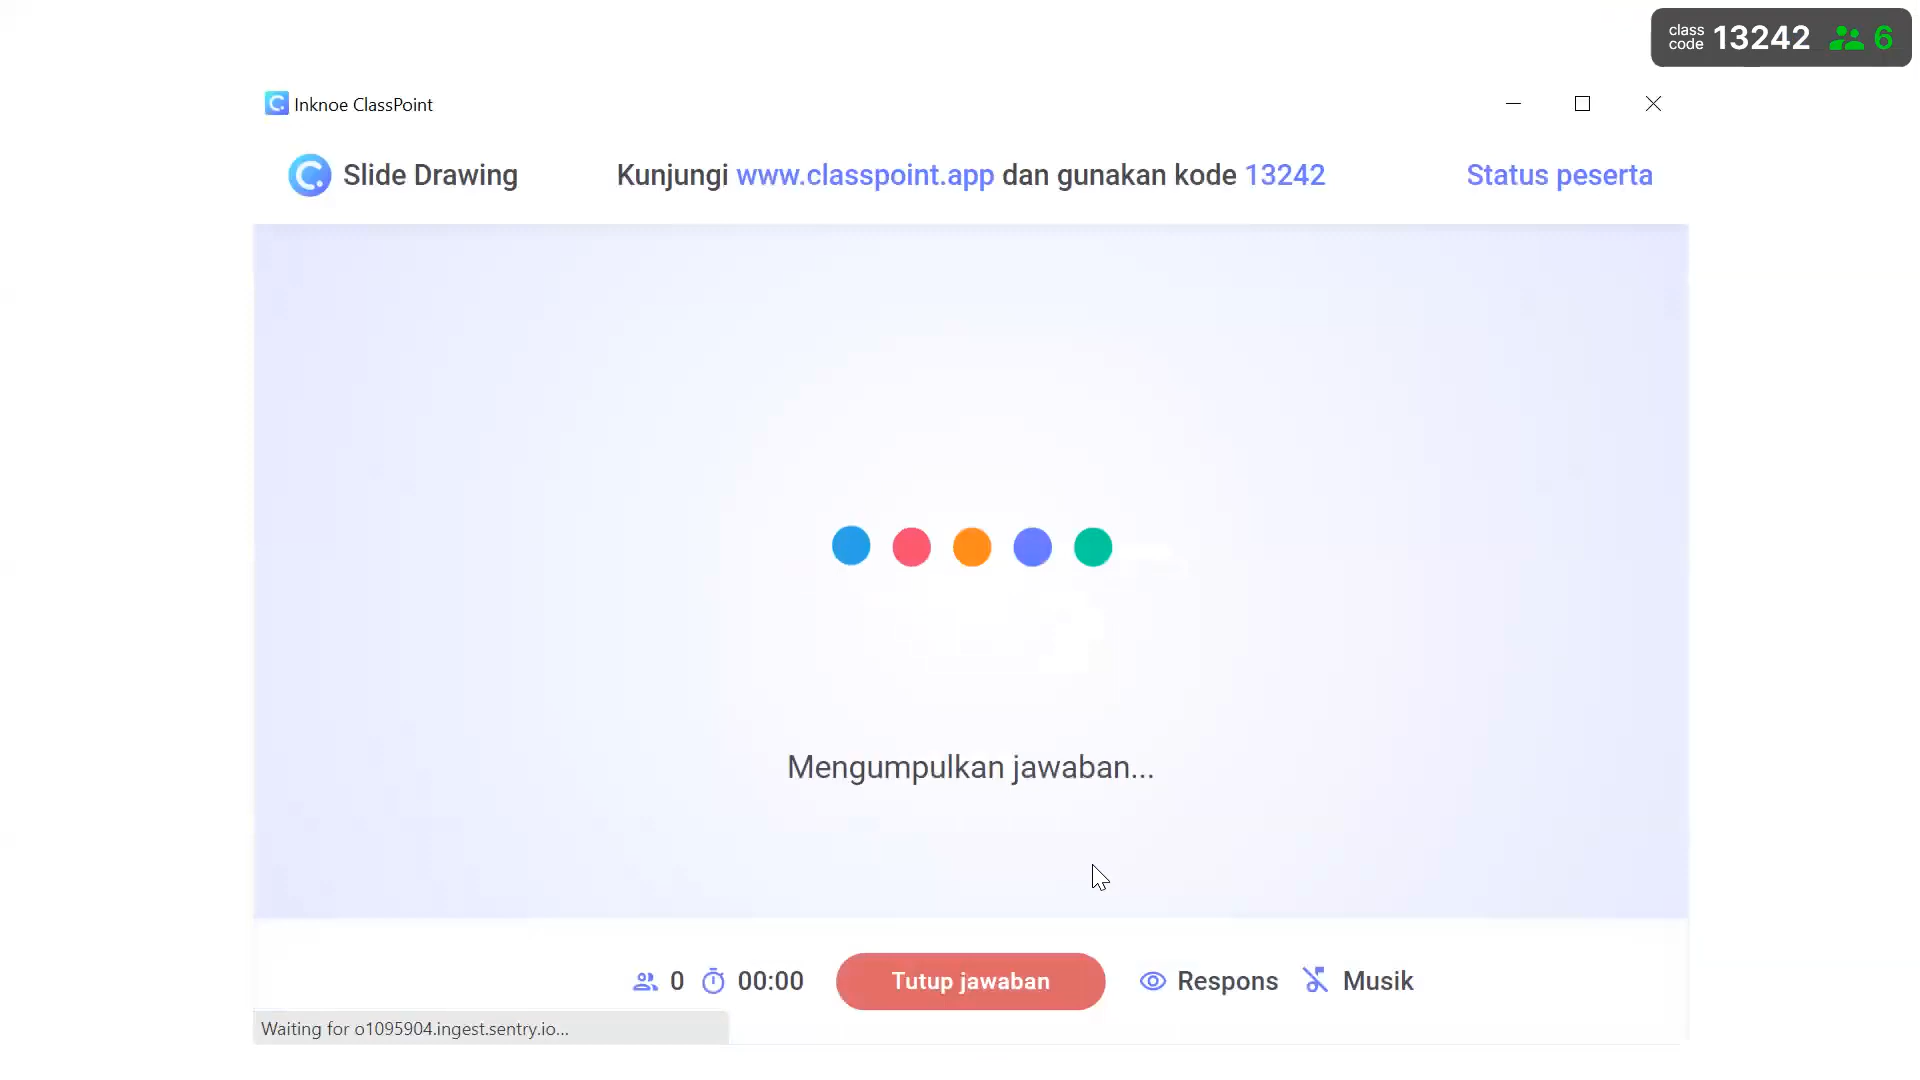 class code 13242 6
Inknoe ClassPoint
Slide Drawing Kunjungi www.classpoint.app dan gunakan kode 13242 Status peserta
Mengumpulkan jawaban...
0 00:00 Tutup jawaban Respons Musik
Waiting for o1095904.ingest.sentry.io...